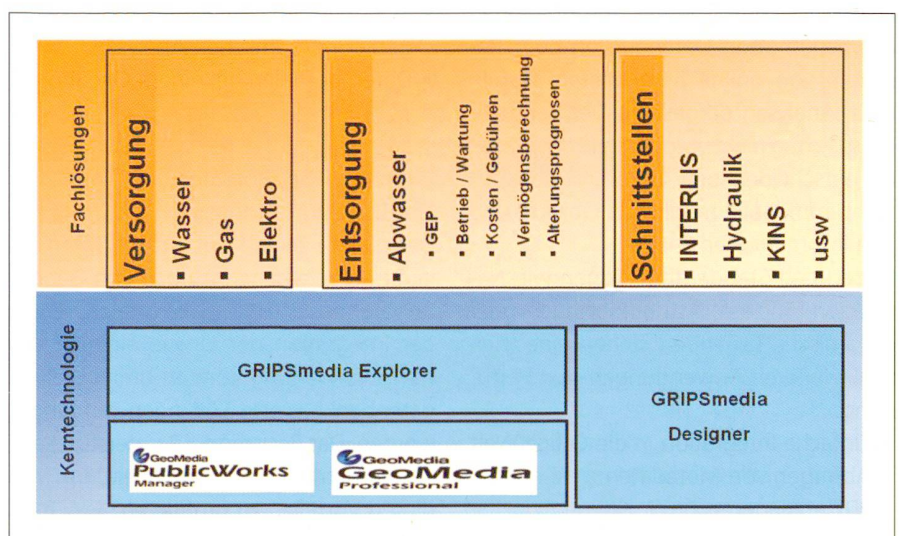 Fachlösungen
Versorgung
▪ Wasser
▪ Gas
▪ Elektro
Entsorgung
▪ Abwasser
▪ GEP
▪ Betrieb / Wartung
▪ Kosten / Gebühren
▪ Vermögensberechnung
▪ Alterungsprognosen
Schnittstellen
▪ INTERLIS
▪ Hydraulik
▪ KINS
▪ usw
Kerntechnologie
GRIPSmedia Explorer
GeoMedia
PublicWorks
Manager
GeoMedia
GeoMedia
Professional
GRIPSmedia
Designer